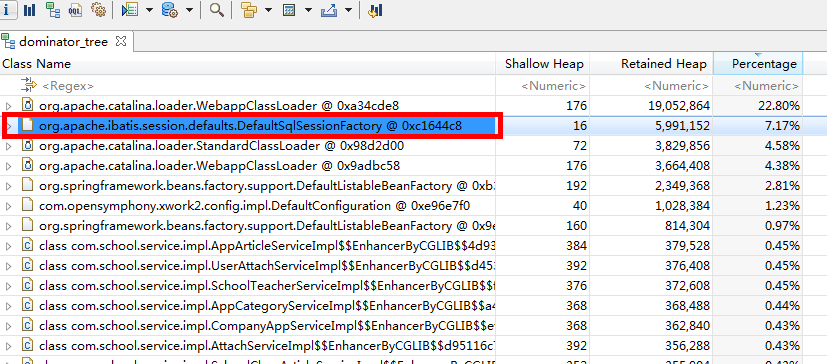 i OQL
dominator_tree
Class Name Shallow Heap Retained Heap Percentage
<Regex> <Numeric> <Numeric> <Numeric>
org.apache.catalina.loader.WebappClassLoader @ 0xa34cde8 176 19,052,864 22.80%
org.apache.ibatis.session.defaults.DefaultSqlSessionFactory @ 0xc1644c8 16 5,991,152 7.17%
org.apache.catalina.loader.StandardClassLoader @ 0x98d2d00 72 3,829,856 4.58%
org.apache.catalina.loader.WebappClassLoader @ 0x9adbc58 176 3,664,408 4.38%
org.springframework.beans.factory.support.DefaultListableBeanFactory @ 0xb3 192 2,349,368 2.81%
com.opensymphony.xwork2.config.impl.DefaultConfiguration @ 0xe96e7f0 40 1,028,384 1.23%
org.springframework.beans.factory.support.DefaultListableBeanFactory @ 0x9e 160 814,304 0.97%
class com.school.service.impl.AppArticleServiceImpl$$EnhancerByCGLIB$$4d93 384 379,528 0.45%
class com.school.service.impl.UserAttachServiceImpl$$EnhancerByCGLIB$$d453 392 376,408 0.45%
class com.school.service.impl.SchoolTeacherServiceImpl$$EnhancerByCGLIB$$ 376 372,608 0.45%
class com.school.service.impl.AppCategoryServiceImpl$$EnhancerByCGLIB$$a4 368 368,488 0.44%
class com.school.service.impl.CompanyAppServiceImpl$$EnhancerByCGLIB$$e 368 362,840 0.43%
class com.school.service.impl.AttachServiceImpl$$EnhancerByCGLIB$$d95116c7 392 356,288 0.43%